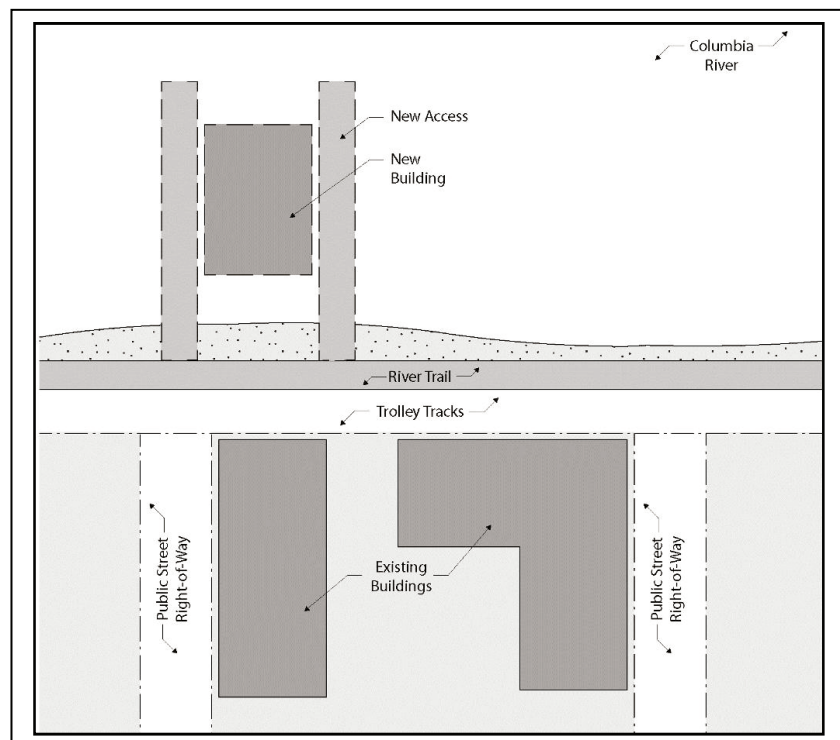 Columbia
River
New Access
New
Building
River Trail
Trolley Tracks
Public Street
Right-of-Way
Existing
Buildings
Public Street
Right-of-Way